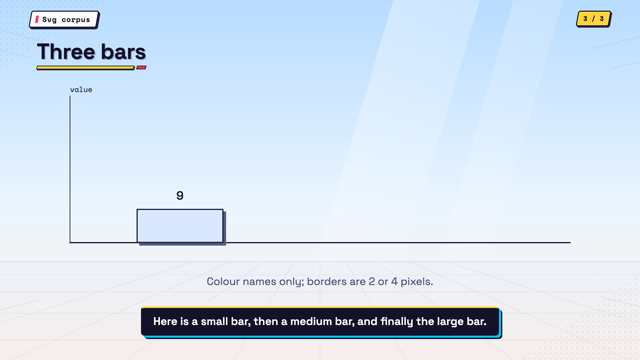 Svg corpus
3 / 3
Three bars
value
9
Colour names only; borders are 2 or 4 pixels.
Here is a small bar, then a medium bar, and finally the large bar.